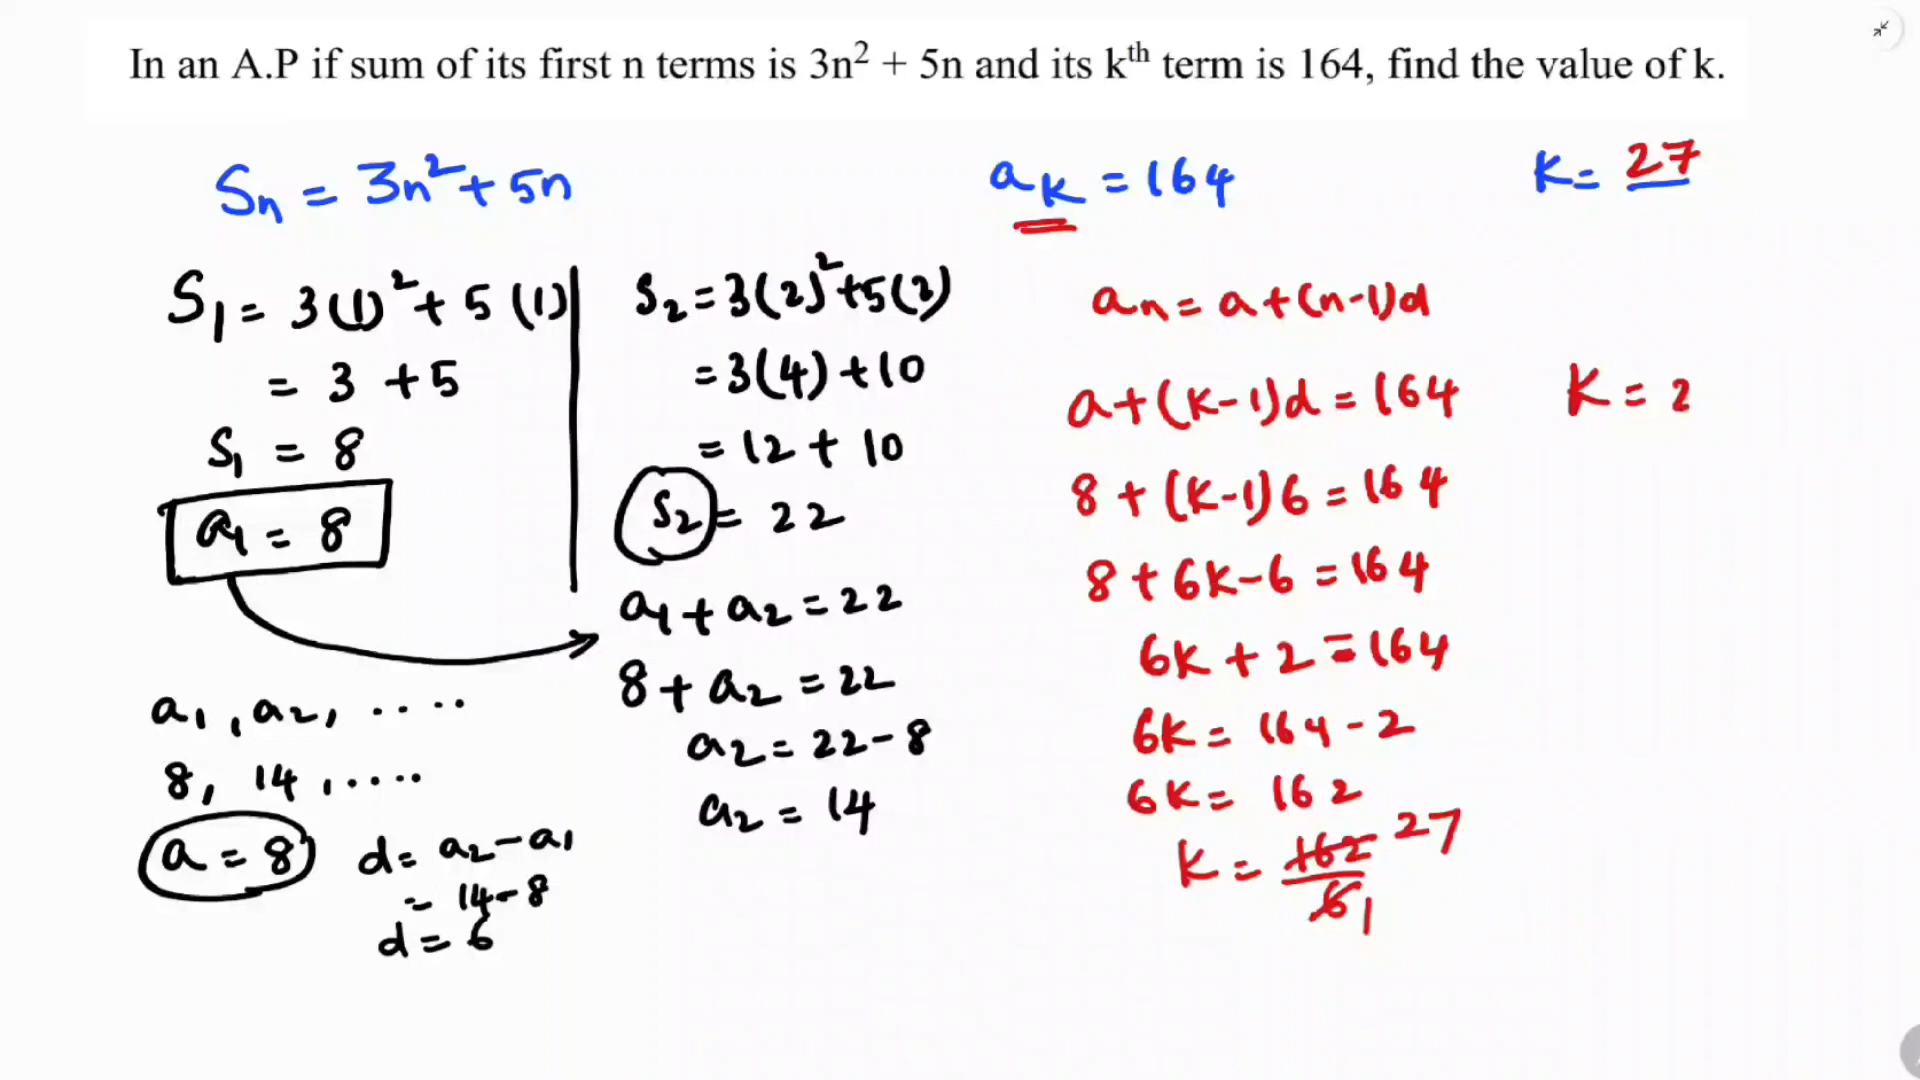 In an A.P if sum of its first n terms is 3n² + 5n and its kᵗʰ term is 164, find the value of k.
Sₙ = 3n² + 5n
aₖ = 164
K = 27
S₁ = 3(1)² + 5(1)
= 3 + 5
S₁ = 8
a₁ = 8
a₁, a₂, ....
8, 14, ....
a = 8
d = a₂ - a₁
= 14 - 8
d = 6
S₂ = 3(2)² + 5(2)
= 3(4) + 10
= 12 + 10
S₂ = 22
a₁ + a₂ = 22
8 + a₂ = 22
a₂ = 22 - 8
a₂ = 14
aₙ = a + (n-1)d
a + (K-1)d = 164
8 + (K-1)6 = 164
8 + 6K - 6 = 164
6K + 2 = 164
6K = 164 - 2
6K = 162
K = 162/6 27 1
K = 2